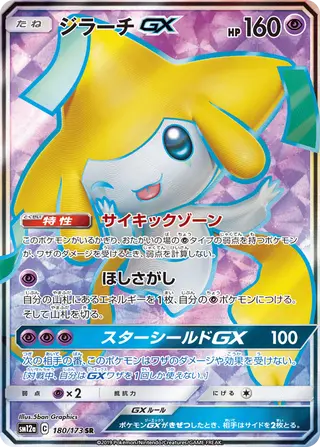 たね ジラーチGX HP160
特性 サイキックゾーン
このポケモンがいるかぎり、おたがいの場の超タイプの弱点を持つポケモンが、ワザのダメージを受けるとき、弱点を計算しない。
ほしさがし
自分の山札にあるエネルギーを1枚、自分のポケモンにつける。
そして山札を切る。
スターシールドGX 100
次の相手の番、このポケモンはワザのダメージや効果を受けない。
[対戦中、自分はGXワザを1回しか使えない。]
弱点 ×2 抵抗力 にげる
Illus.5ban Graphics
sm12a C 180/173 SR
GXルール
ポケモンGXがきぜつしたとき、相手はサイドを2枚とる。
©2019 Pokémon/Nintendo/Creatures/GAME FREAK